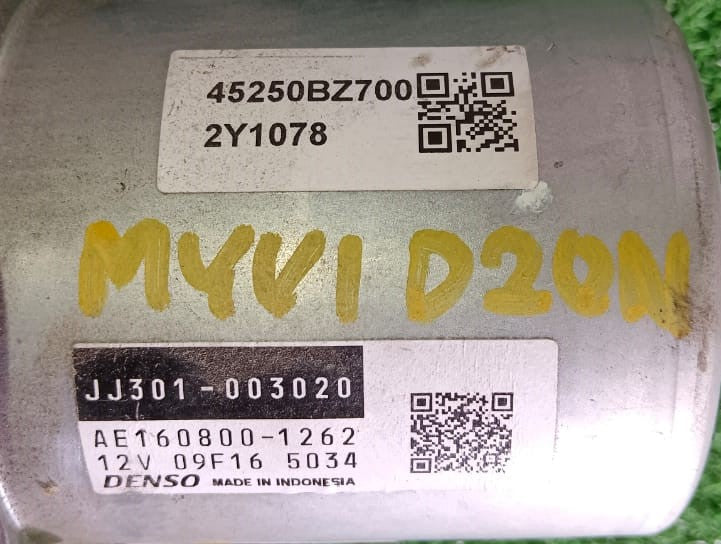 45250BZ700
2Y1078
MYVI D20N
JJ301-003020
AE160800-1262
12V 09F16 5034
DENSO MADE IN INDONESIA